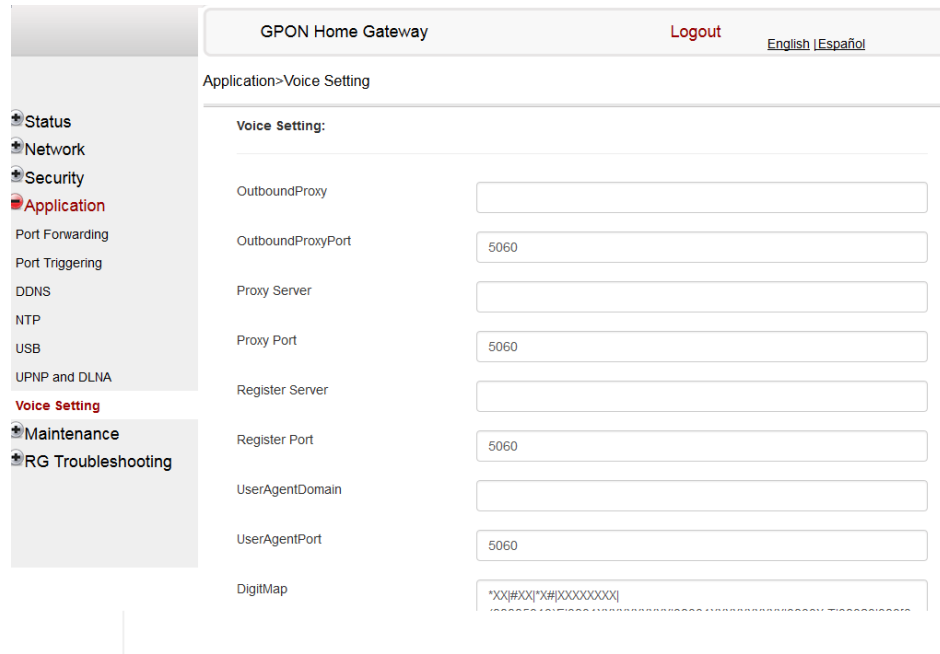 GPON Home Gateway
Logout
English | Español
Application>Voice Setting
Status
Network
Security
Application
Port Forwarding
Port Triggering
DDNS
NTP
USB
UPNP and DLNA
Voice Setting
Maintenance
RG Troubleshooting
Voice Setting:
OutboundProxy
OutboundProxyPort 5060
Proxy Server
Proxy Port 5060
Register Server
Register Port 5060
UserAgentDomain
UserAgentPort 5060
DigitMap *XX|#XX|*X#|XXXXXXXX|